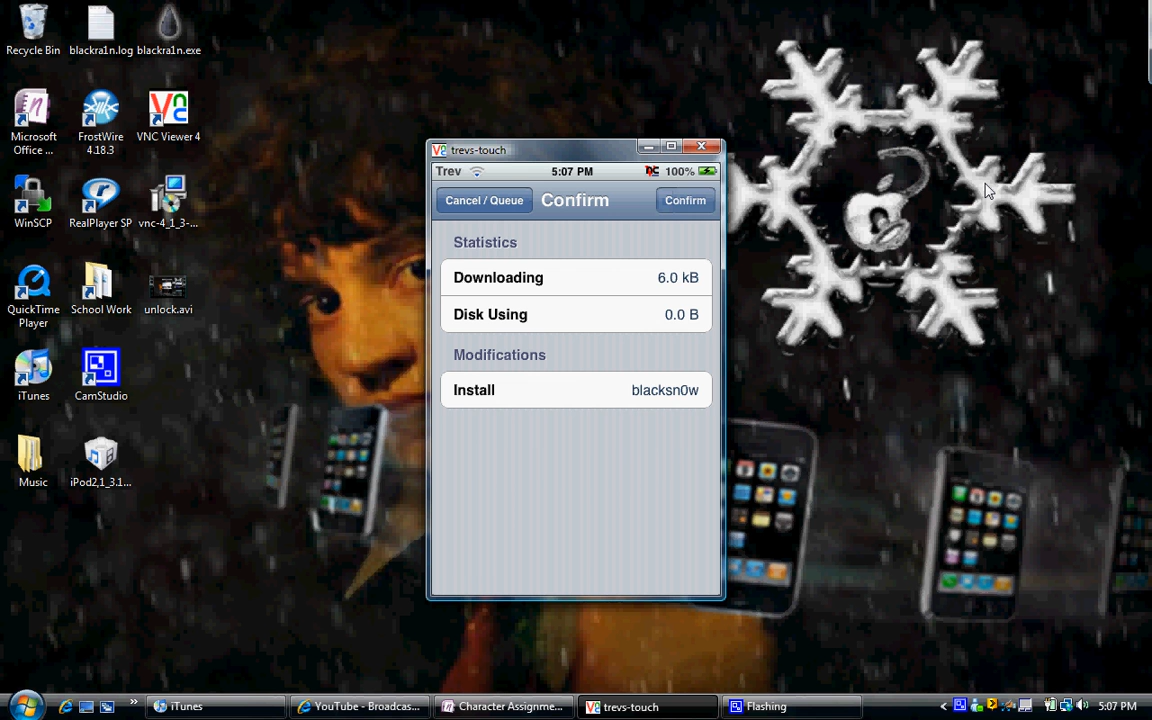 Recycle Bin
blackra1n.log
blackra1n.exe
Microsoft
Office ...
FrostWire
4.18.3
VNC Viewer 4
WinSCP
RealPlayer SP
vnc-4_1_3-...
QuickTime
Player
School Work
unlock.avi
iTunes
CamStudio
Music
iPod2,1_3.1...
trevs-touch
Trev 5:07 PM 100%
Cancel / Queue Confirm Confirm
Statistics
Downloading 6.0 kB
Disk Using 0.0 B
Modifications
Install blacksn0w
iTunes
YouTube - Broadcas...
Character Assignme...
trevs-touch
Flashing
5:07 PM